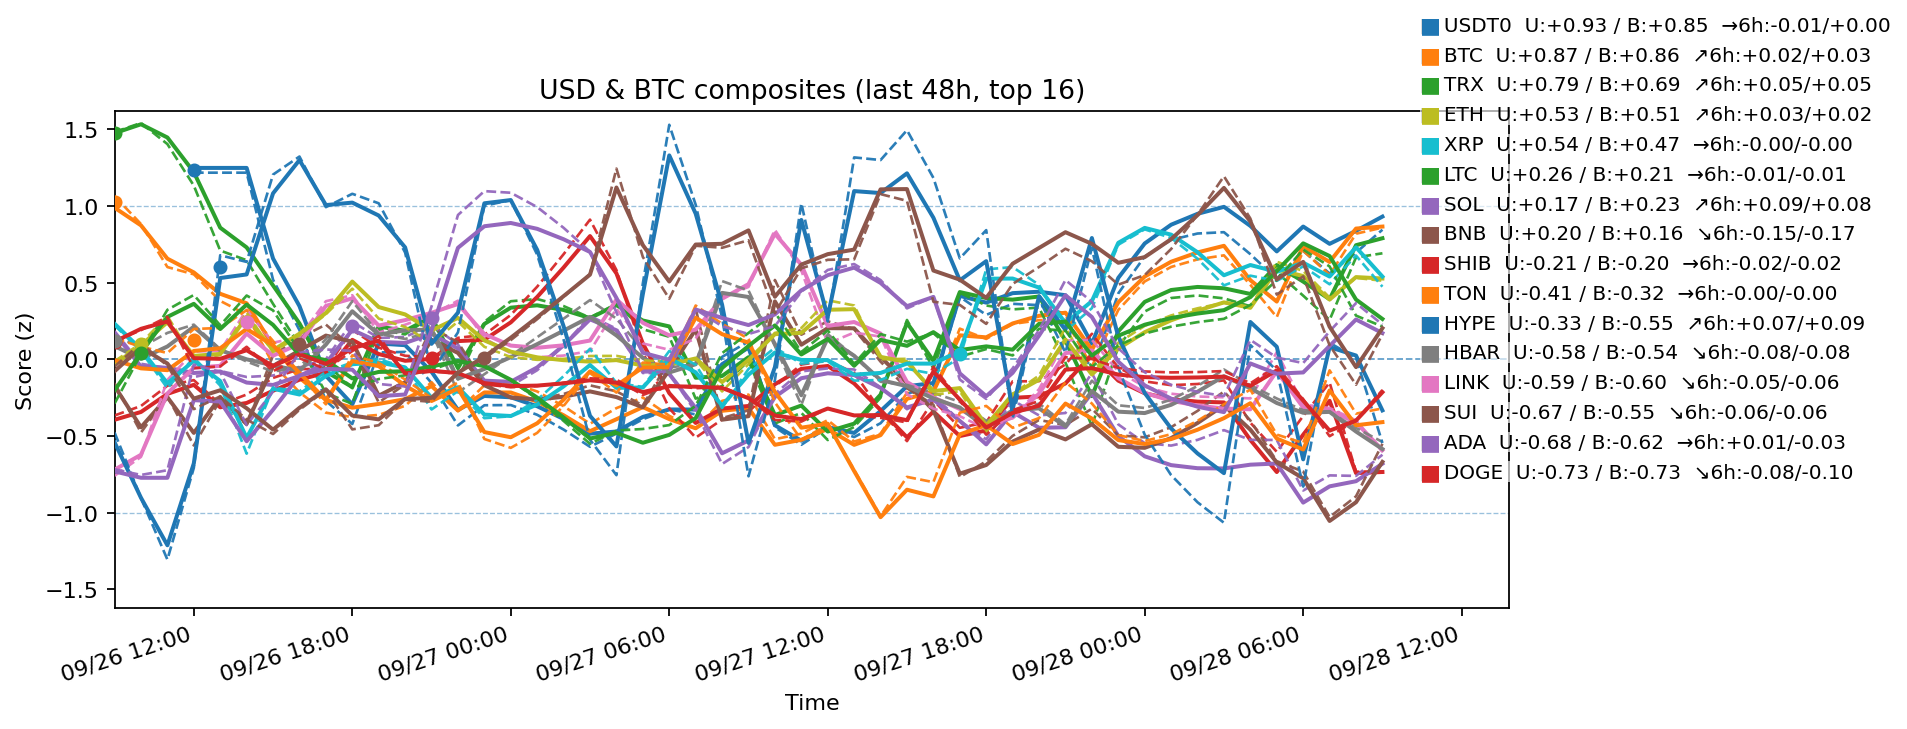 USD & BTC composites (last 48h, top 16)
USDT0 U:+0.93 / B:+0.85 →6h:-0.01/+0.00
BTC U:+0.87 / B:+0.86 ↗6h:+0.02/+0.03
TRX U:+0.79 / B:+0.69 ↗6h:+0.05/+0.05
ETH U:+0.53 / B:+0.51 ↗6h:+0.03/+0.02
XRP U:+0.54 / B:+0.47 →6h:-0.00/-0.00
LTC U:+0.26 / B:+0.21 →6h:-0.01/-0.01
SOL U:+0.17 / B:+0.23 ↗6h:+0.09/+0.08
BNB U:+0.20 / B:+0.16 ↘6h:-0.15/-0.17
SHIB U:-0.21 / B:-0.20 →6h:-0.02/-0.02
TON U:-0.41 / B:-0.32 →6h:-0.00/-0.00
HYPE U:-0.33 / B:-0.55 ↗6h:+0.07/+0.09
HBAR U:-0.58 / B:-0.54 ↘6h:-0.08/-0.08
LINK U:-0.59 / B:-0.60 ↘6h:-0.05/-0.06
SUI U:-0.67 / B:-0.55 ↘6h:-0.06/-0.06
ADA U:-0.68 / B:-0.62 →6h:+0.01/-0.03
DOGE U:-0.73 / B:-0.73 ↘6h:-0.08/-0.10
Score (z)
1.5
1.0
0.5
0.0
−0.5
−1.0
−1.5
09/26 12:00
09/26 18:00
09/27 00:00
09/27 06:00
09/27 12:00
09/27 18:00
09/28 00:00
09/28 06:00
09/28 12:00
Time